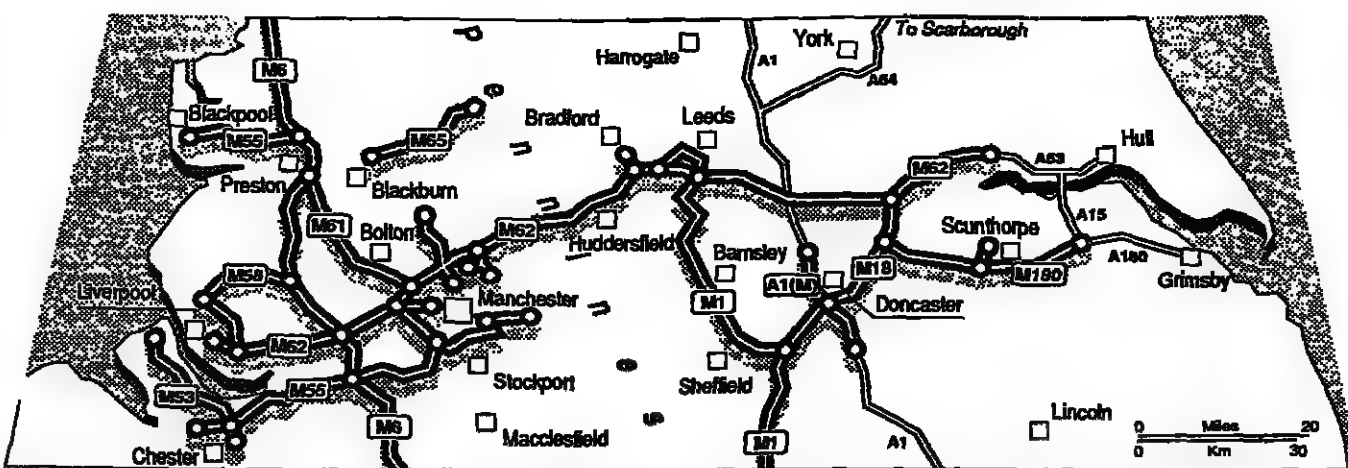 To Scarborough
York
Harrogate
A1
M6
A64
Blackpool
M55
M65
Bradford
Leeds
Hull
A63
M62
Preston
Blackburn
Pennines
M61
Bolton
M62
Huddersfield
Barnsley
Scunthorpe
A15
A180
Grimsby
M58
Liverpool
Manchester
M1
A1(M)
M18
M180
Doncaster
M62
Stockport
Sheffield
M53
M56
M6
Macclesfield
Chester
M1
A1
Lincoln
0 Miles 20
0 Km 30